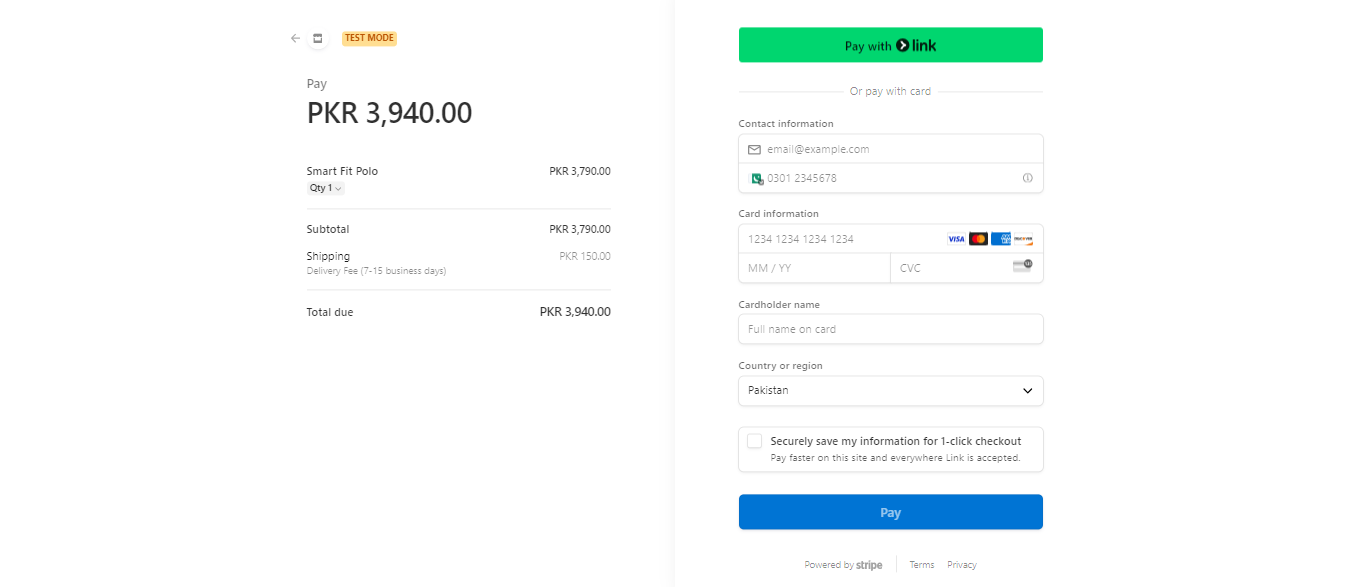 TEST MODE
Pay
PKR 3,940.00
Smart Fit Polo PKR 3,790.00
Qty 1
Subtotal PKR 3,790.00
Shipping PKR 150.00
Delivery Fee (7-15 business days)
Total due PKR 3,940.00
Pay with link
Or pay with card
Contact information
email@example.com
0301 2345678
Card information
1234 1234 1234 1234 VISA
MM / YY CVC
Cardholder name
Full name on card
Country or region
Pakistan
Securely save my information for 1-click checkout
Pay faster on this site and everywhere Link is accepted.
Pay
Powered by stripe Terms Privacy